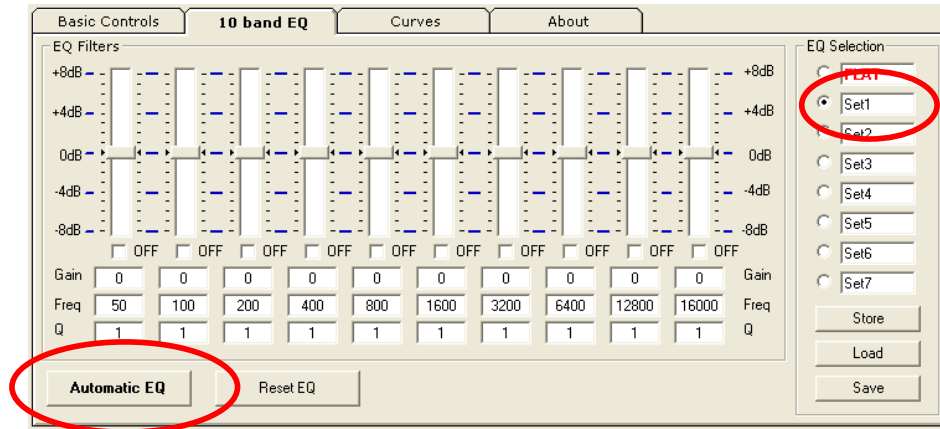 Basic Controls 10 band EQ Curves About
EQ Filters
+8dB +8dB
+4dB +4dB
0dB 0dB
-4dB -4dB
-8dB -8dB
OFF OFF OFF OFF OFF OFF OFF OFF OFF OFF
Gain 0 0 0 0 0 0 0 0 0 0 Gain
Freq 50 100 200 400 800 1600 3200 6400 12800 16000 Freq
Q 1 1 1 1 1 1 1 1 1 1 Q
Automatic EQ Reset EQ
EQ Selection
FLAT
Set1
Set2
Set3
Set4
Set5
Set6
Set7
Store
Load
Save